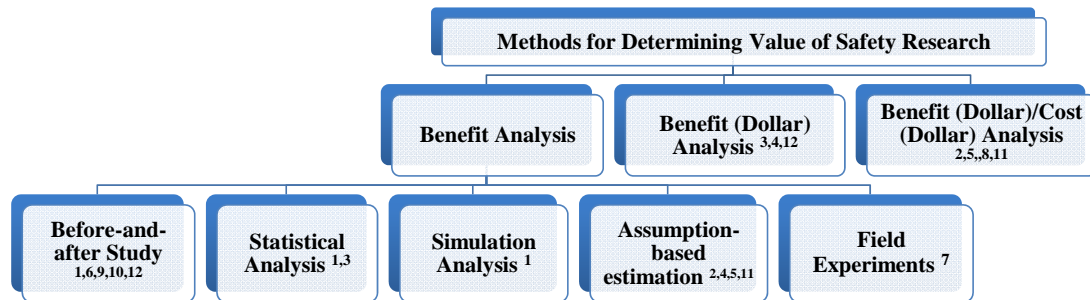 Methods for Determining Value of Safety Research
Benefit Analysis
Benefit (Dollar)
Analysis 3,4,12
Benefit (Dollar)/Cost
(Dollar) Analysis
2,5,,8,11
Before-and-
after Study
1,6,9,10,12
Statistical
Analysis 1,3
Simulation
Analysis 1
Assumption-
based
estimation 2,4,5,11
Field
Experiments 7